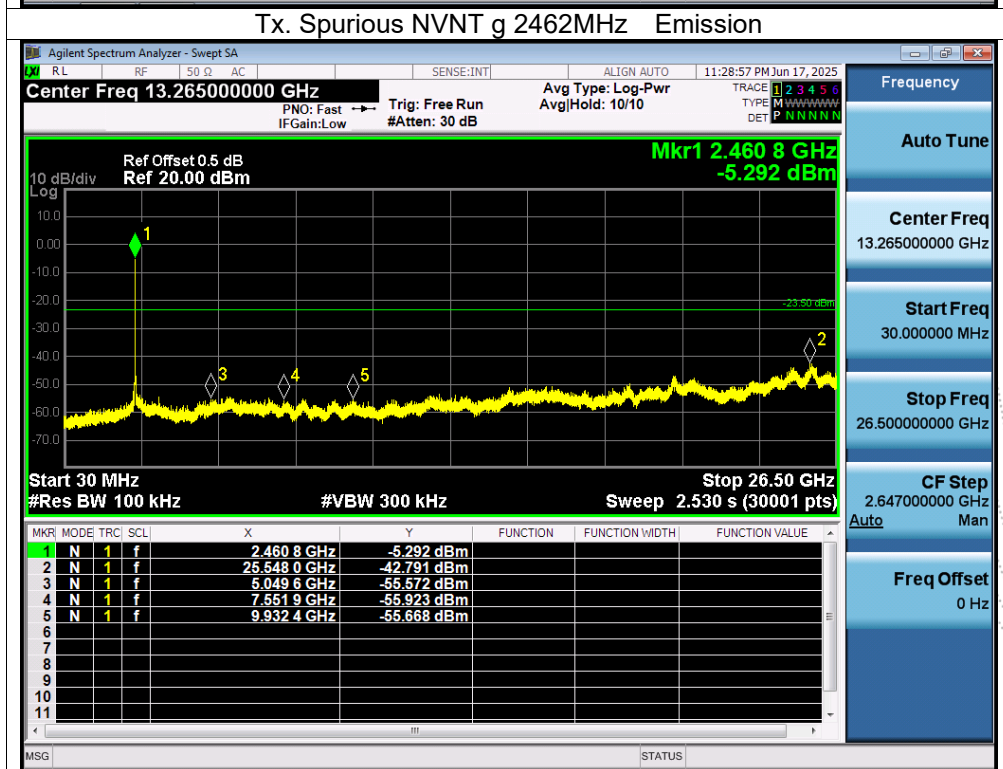 Tx. Spurious NVNT g 2462MHz Emission
Agilent Spectrum Analyzer - Swept SA
LXI RL RF 50 Ω AC SENSE:INT ALIGN AUTO 11:28:57 PM Jun 17, 2025
Center Freq 13.265000000 GHz
PNO: Fast
IFGain:Low
Trig: Free Run
#Atten: 30 dB
Avg Type: Log-Pwr
Avg|Hold: 10/10
TRACE 1 2 3 4 5 6
TYPE M WWWWW
DET P N N N N N
Frequency
Auto Tune
Center Freq
13.265000000 GHz
Start Freq
30.000000 MHz
Stop Freq
26.500000000 GHz
CF Step
2.647000000 GHz
Auto Man
Freq Offset
0 Hz
Mkr1 2.460 8 GHz
-5.292 dBm
Ref Offset 0.5 dB
10 dB/div Ref 20.00 dBm
Log
10.0
0.00
-10.0
-20.0
-30.0
-40.0
-50.0
-60.0
-70.0
-23.50 dBm
1
2
3
4
5
Start 30 MHz Stop 26.50 GHz
#Res BW 100 kHz #VBW 300 kHz Sweep 2.530 s (30001 pts)
MKR MODE TRC SCL X Y FUNCTION FUNCTION WIDTH FUNCTION VALUE
1 N 1 f 2.460 8 GHz -5.292 dBm
2 N 1 f 25.548 0 GHz -42.791 dBm
3 N 1 f 5.049 6 GHz -55.572 dBm
4 N 1 f 7.551 9 GHz -55.923 dBm
5 N 1 f 9.932 4 GHz -55.668 dBm
6
7
8
9
10
11
MSG STATUS